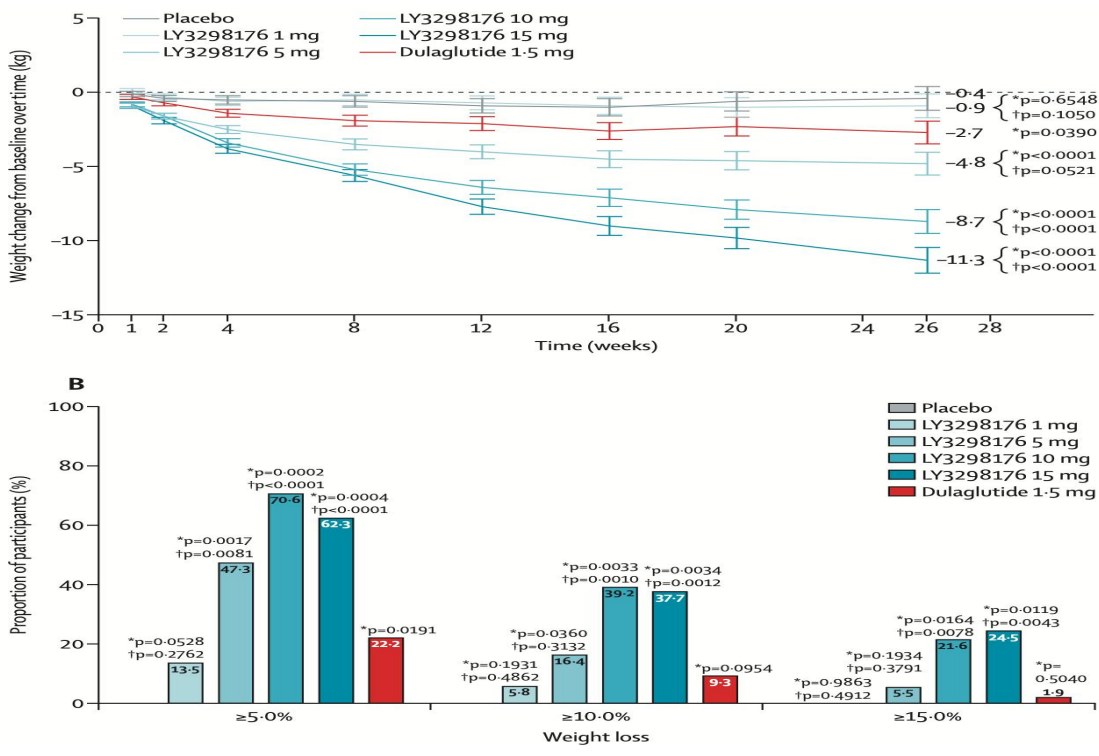 5
0
–5
–10
–15
Weight change from baseline over time (kg)
Placebo
LY3298176 1 mg
LY3298176 5 mg
LY3298176 10 mg
LY3298176 15 mg
Dulaglutide 1·5 mg
–0·4
–0·9
*p=0·6548
†p=0·1050
–2·7
*p=0·0390
–4·8
*p<0·0001
†p=0·0521
–8·7
*p<0·0001
†p<0·0001
–11·3
*p<0·0001
†p<0·0001
0 1 2 4 8 12 16 20 24 26 28
Time (weeks)
B
100
80
60
40
20
0
Proportion of participants (%)
Placebo
LY3298176 1 mg
LY3298176 5 mg
LY3298176 10 mg
LY3298176 15 mg
Dulaglutide 1·5 mg
*p=0·0528
†p=0·2762
13·5
*p=0·0017
†p=0·0081
47·3
*p=0·0002
†p<0·0001
70·6
*p=0·0004
†p<0·0001
62·3
*p=0·0191
22·2
*p=0·1931
†p=0·4862
5·8
*p=0·0360
†p=0·3132
16·4
*p=0·0033
†p=0·0010
39·2
*p=0·0034
†p=0·0012
37·7
*p=0·0954
9·3
*p=0·9863
†p=0·4912
*p=0·1934
†p=0·3791
5·5
*p=0·0164
†p=0·0078
21·6
*p=0·0119
†p=0·0043
24·5
*p=
0·5040
1·9
≥5·0% ≥10·0% ≥15·0%
Weight loss